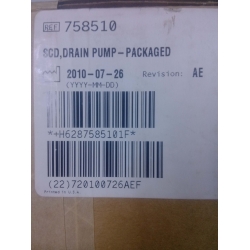 REF 758510
SCD,DRAIN PUMP-PACKAGED
2010-07-26 Revision: AE
(YYYY-MM-DD)
*+H6287585101F*
(22)720100726AEF